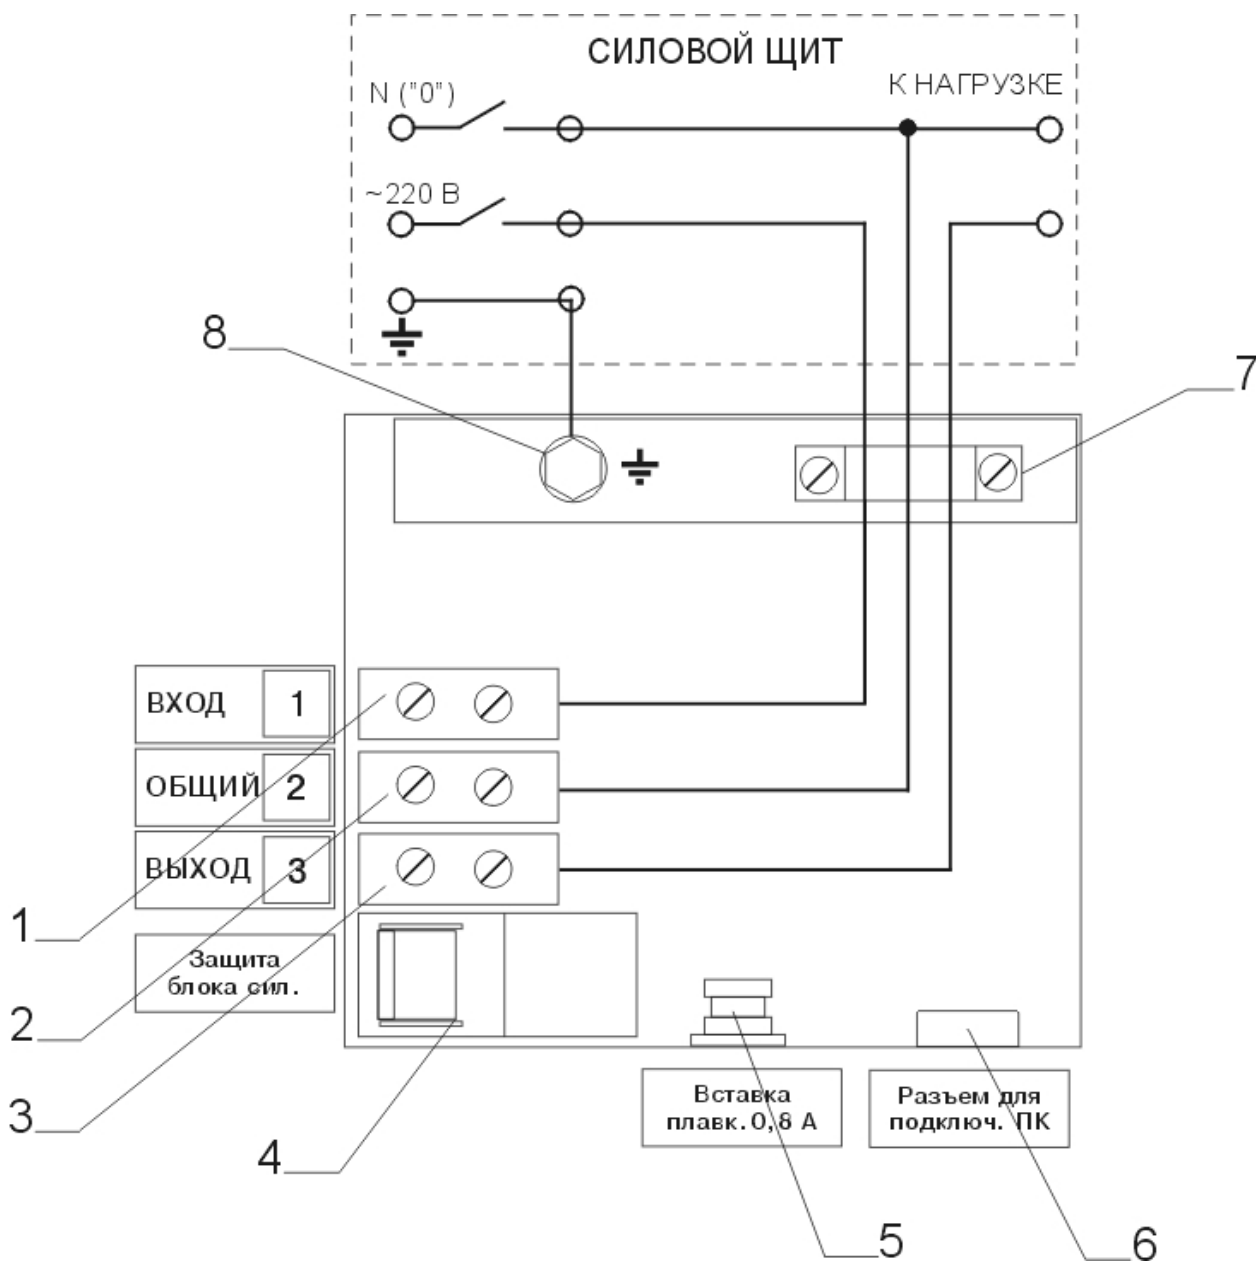 СИЛОВОЙ ЩИТ
N ("0")
К НАГРУЗКЕ
~220 В
8
7
ВХОД 1
ОБЩИЙ 2
ВЫХОД 3
1
Защита
блока сил.
2
Вставка
плавк. 0,8 А
Разъем для
подключ. ПК
3
4
5
6